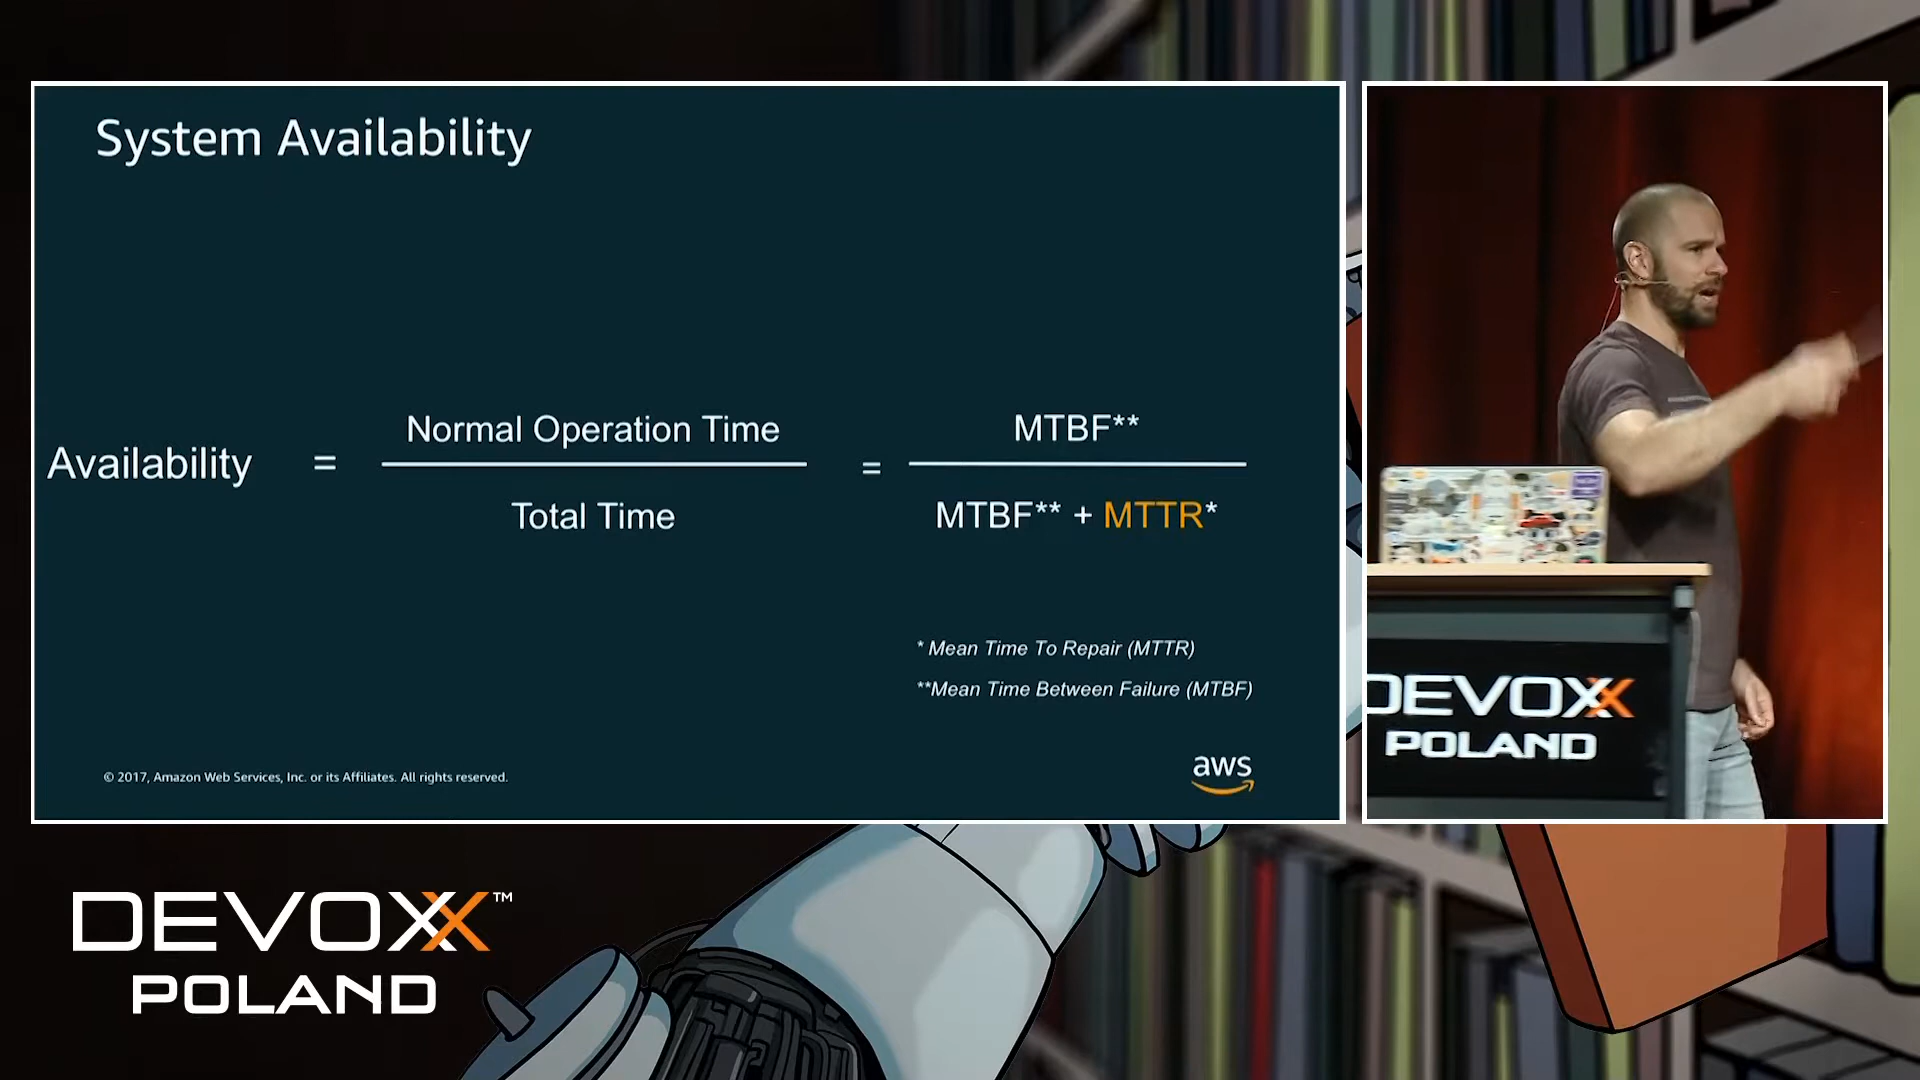 System Availability
Availability = Normal Operation Time / Total Time = MTBF** / MTBF** + MTTR*
* Mean Time To Repair (MTTR)
**Mean Time Between Failure (MTBF)
© 2017, Amazon Web Services, Inc. or its Affiliates. All rights reserved.
aws
DEVOXX
POLAND
DEVOXX™
POLAND